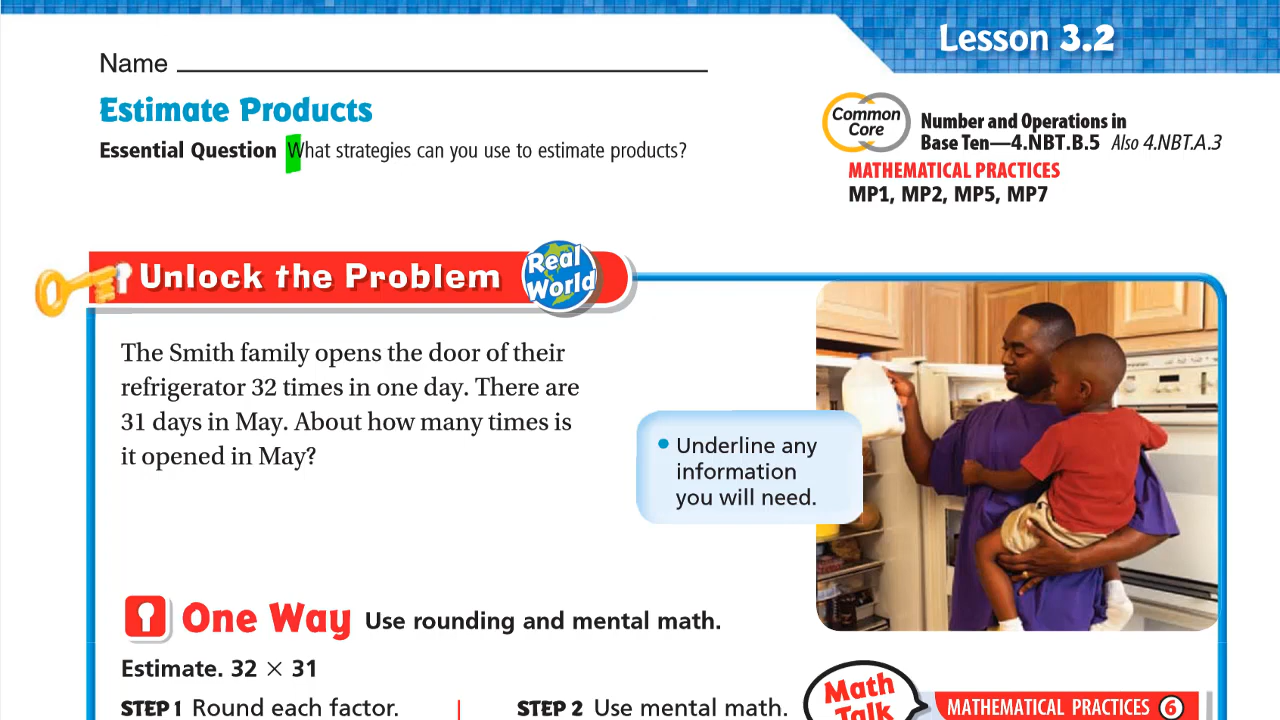 Lesson 3.2
Name
Estimate Products
Essential Question What strategies can you use to estimate products?
Common
Core
Number and Operations in
Base Ten—4.NBT.B.5 Also 4.NBT.A.3
MATHEMATICAL PRACTICES
MP1, MP2, MP5, MP7
Unlock the Problem
Real
World
The Smith family opens the door of their
refrigerator 32 times in one day. There are
31 days in May. About how many times is
it opened in May?
• Underline any
information
you will need.
One Way Use rounding and mental math.
Estimate. 32 × 31
STEP 1 Round each factor.
STEP 2 Use mental math.
Math
Talk
MATHEMATICAL PRACTICES 6